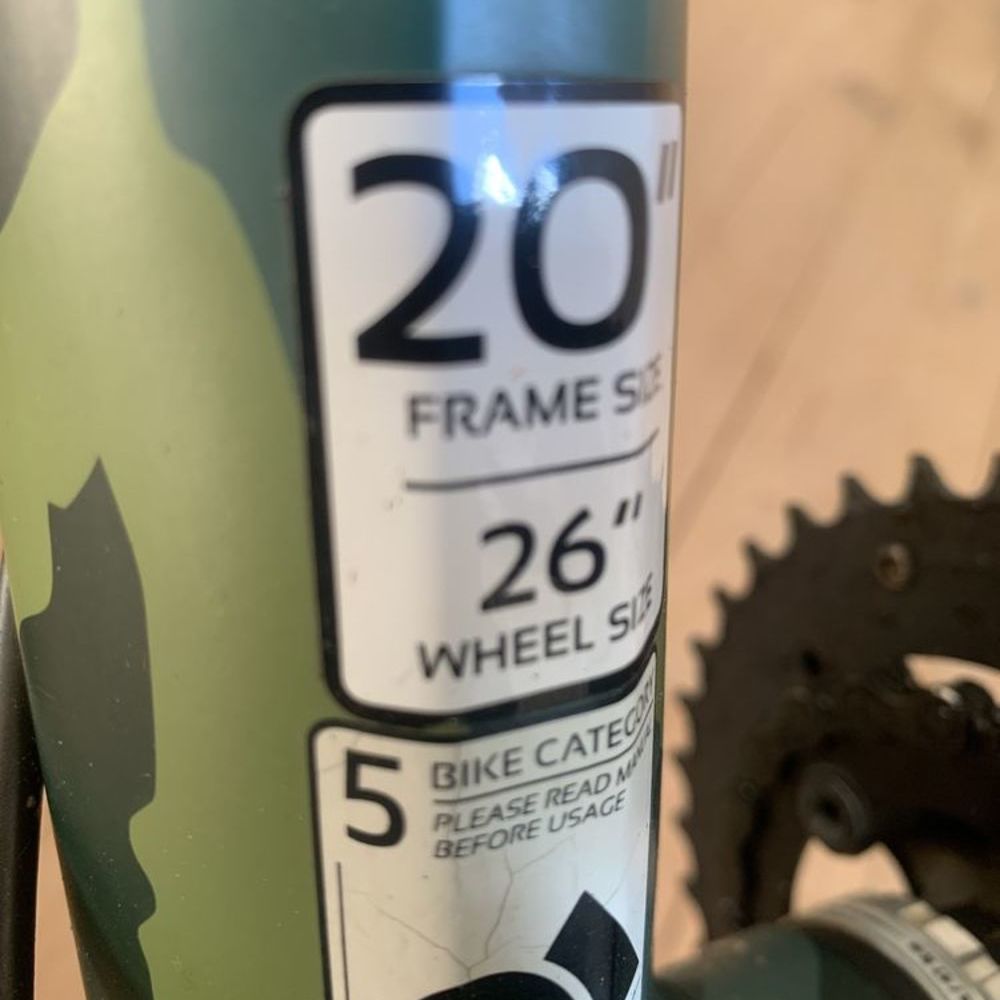 20"
FRAME SIZE
26"
WHEEL SIZE
5
BIKE CATEGORY
PLEASE READ MANUAL
BEFORE USAGE